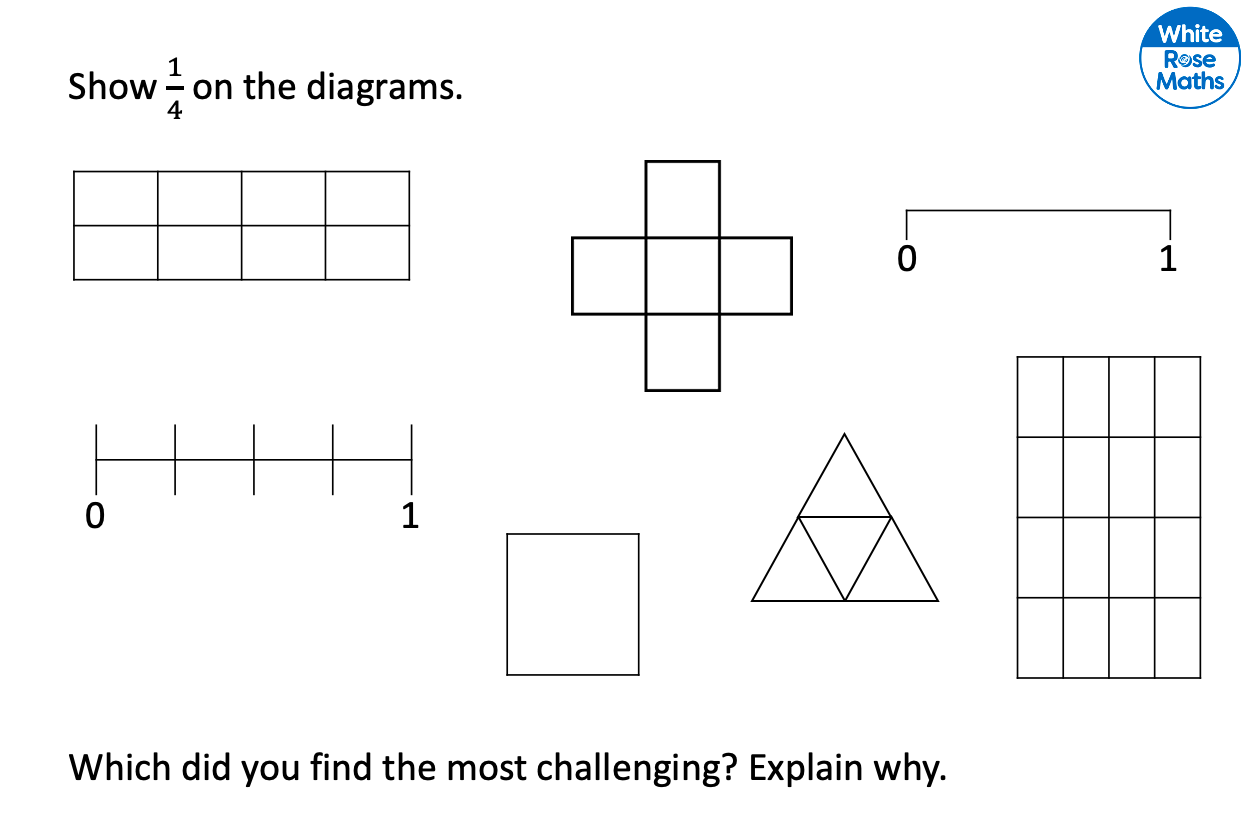 White
Rose
Maths
Show 1/4 on the diagrams.
0 1
0 1
Which did you find the most challenging? Explain why.